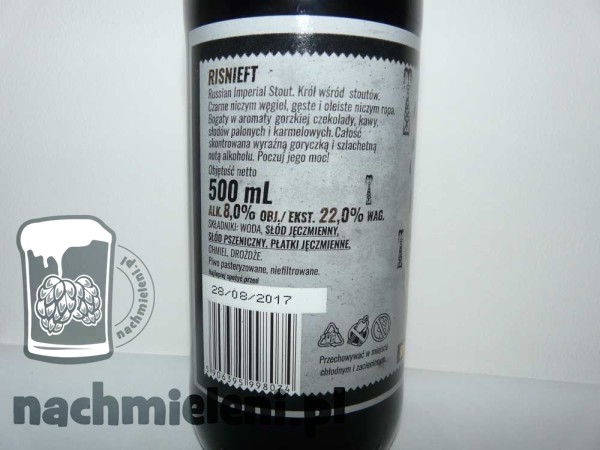 RISNIEFT
Russian Imperial Stout. Król wśród stoutów.
Czarne niczym węgiel, gęste i oleiste niczym ropa.
Bogaty w aromaty gorzkiej czekolady, kawy,
słodów palonych i karmelowych. Całość
skontrowana wyraźną goryczką i szlachetną
nutą alkoholu. Poczuj jego moc!
Objętość netto
500 mL
ALK. 8,0% OBJ./ EKST. 22,0% WAG.
SKŁADNIKI: WODA, SŁÓD JĘCZMIENNY,
SŁÓD PSZENICZNY, PŁATKI JĘCZMIENNE,
CHMIEL, DROŻDŻE.
Piwo pasteryzowane, niefiltrowane.
Najlepiej spożyć przed
28/08/2017
5 906395 998074
Przechowywać w miejscu
chłodnym i zacienionym.
nachmieleni.pl
nachmieleni.pl